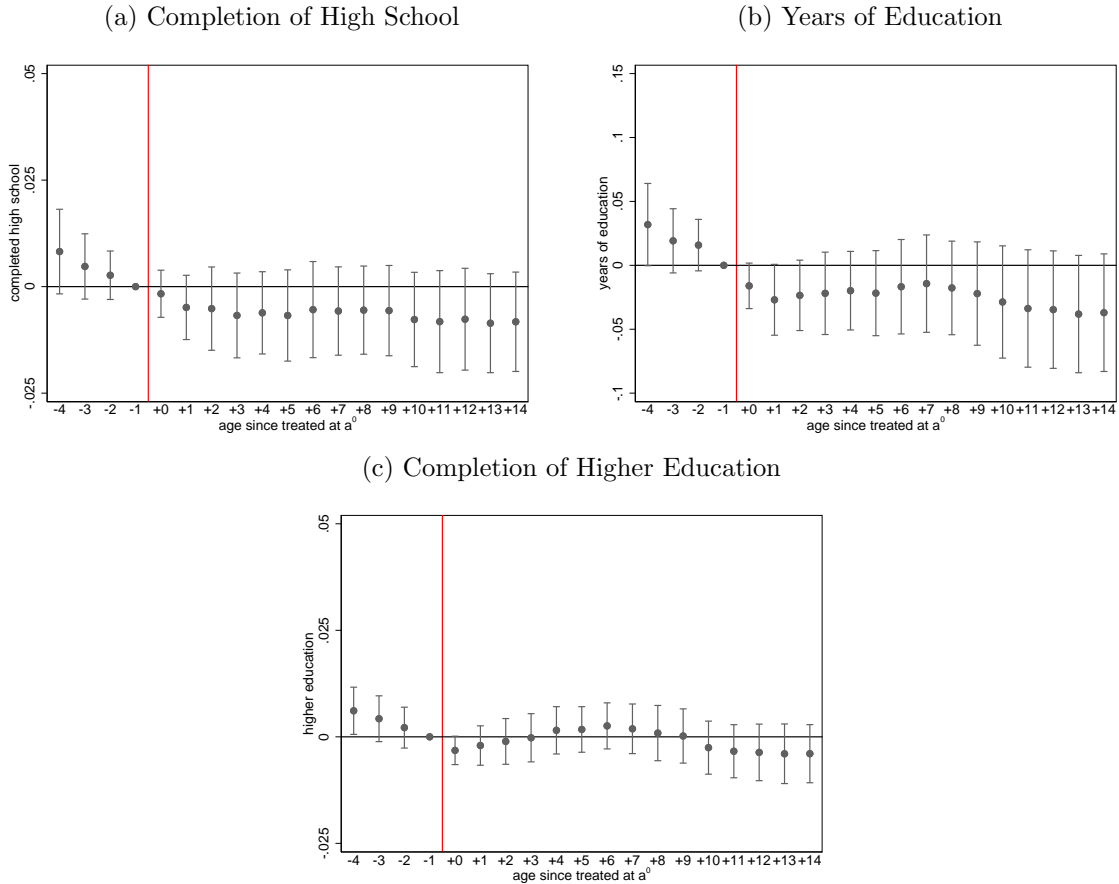 (a) Completion of High School
completed high school
.05
.025
0
-.025
-4 -3 -2 -1 +0 +1 +2 +3 +4 +5 +6 +7 +8 +9 +10 +11 +12 +13 +14
age since treated at a⁰
(b) Years of Education
years of education
.15
.1
.05
0
-.05
-.1
-4 -3 -2 -1 +0 +1 +2 +3 +4 +5 +6 +7 +8 +9 +10 +11 +12 +13 +14
age since treated at a⁰
(c) Completion of Higher Education
higher education
.05
.025
0
-.025
-4 -3 -2 -1 +0 +1 +2 +3 +4 +5 +6 +7 +8 +9 +10 +11 +12 +13 +14
age since treated at a⁰